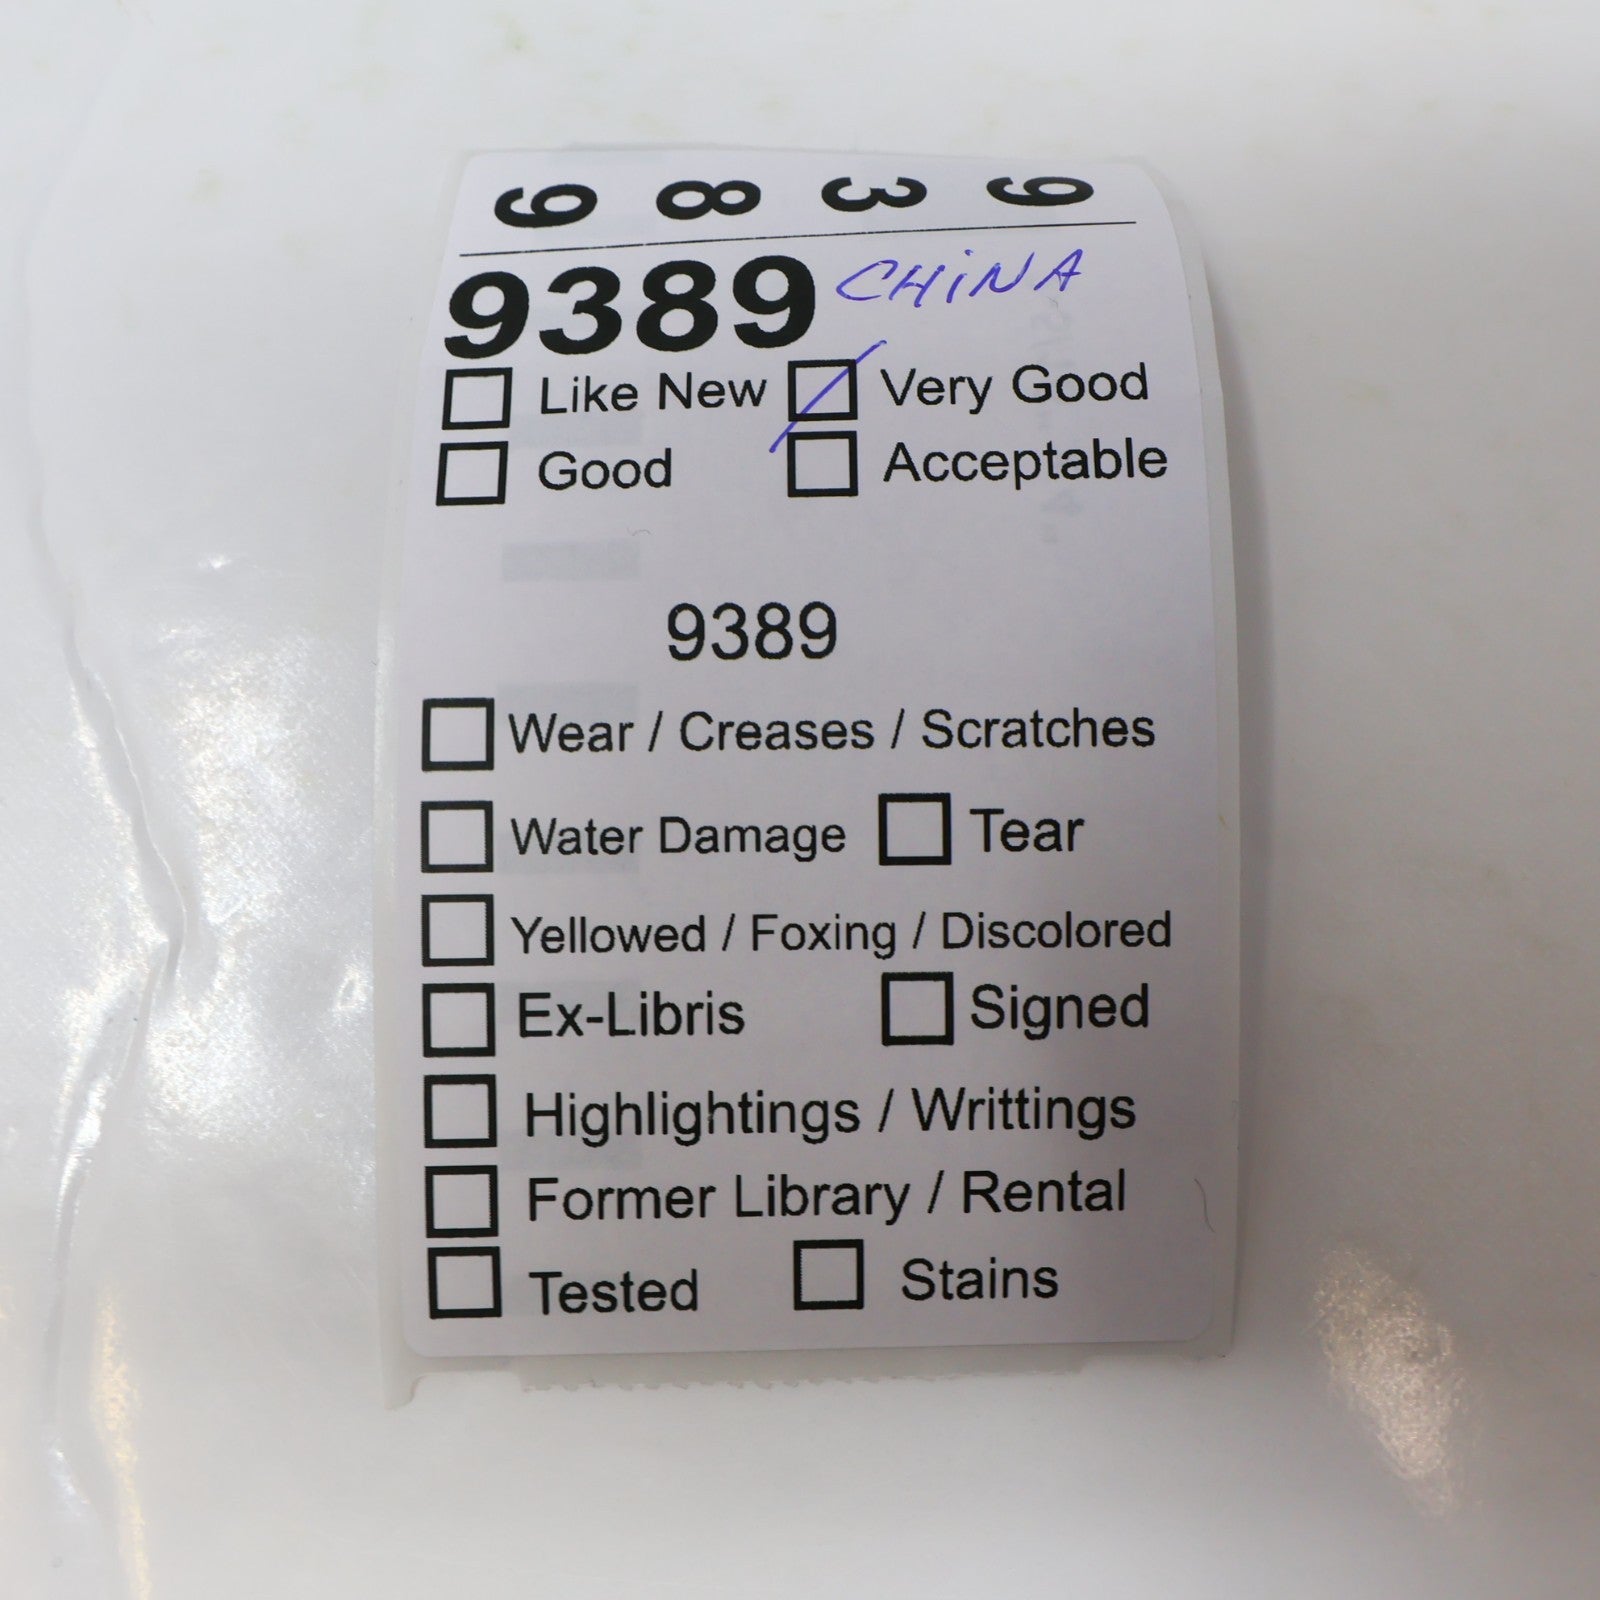 9 8 3 9
9389 CHiNA
Like New Very Good
Good Acceptable
9389
Wear / Creases / Scratches
Water Damage Tear
Yellowed / Foxing / Discolored
Ex-Libris Signed
Highlightings / Writtings
Former Library / Rental
Tested Stains